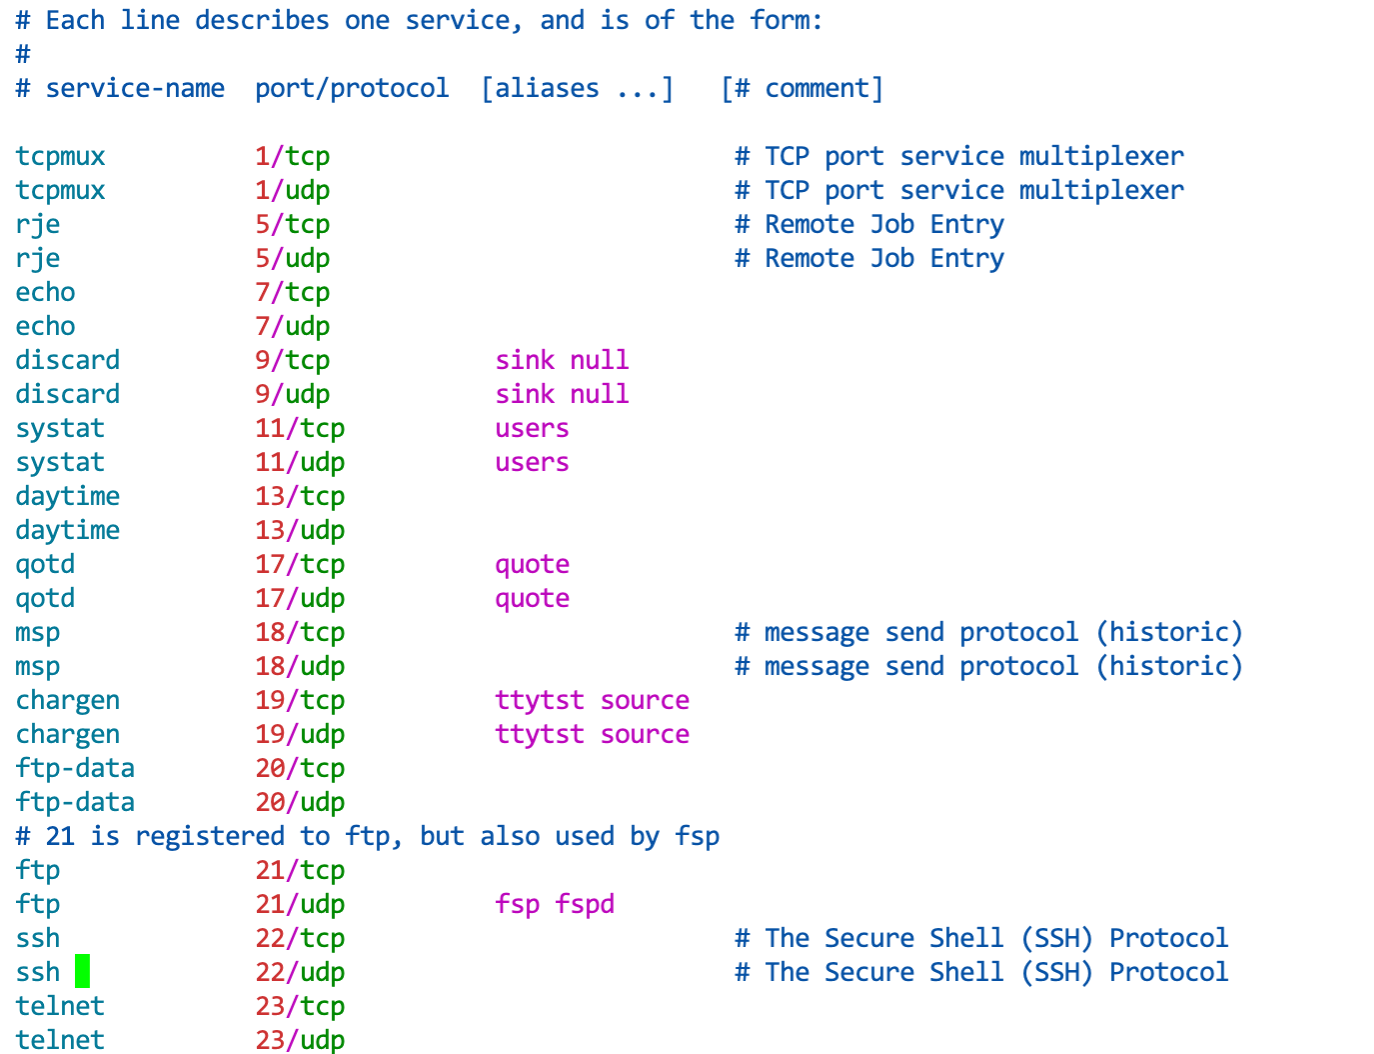 # Each line describes one service, and is of the form:
#
# service-name  port/protocol  [aliases ...]   [# comment]

tcpmux          1/tcp                           # TCP port service multiplexer
tcpmux          1/udp                           # TCP port service multiplexer
rje             5/tcp                           # Remote Job Entry
rje             5/udp                           # Remote Job Entry
echo            7/tcp
echo            7/udp
discard         9/tcp           sink null
discard         9/udp           sink null
systat          11/tcp          users
systat          11/udp          users
daytime         13/tcp
daytime         13/udp
qotd            17/tcp          quote
qotd            17/udp          quote
msp             18/tcp                          # message send protocol (historic)
msp             18/udp                          # message send protocol (historic)
chargen         19/tcp          ttytst source
chargen         19/udp          ttytst source
ftp-data        20/tcp
ftp-data        20/udp
# 21 is registered to ftp, but also used by fsp
ftp             21/tcp
ftp             21/udp          fsp fspd
ssh             22/tcp                          # The Secure Shell (SSH) Protocol
ssh             22/udp                          # The Secure Shell (SSH) Protocol
telnet          23/tcp
telnet          23/udp